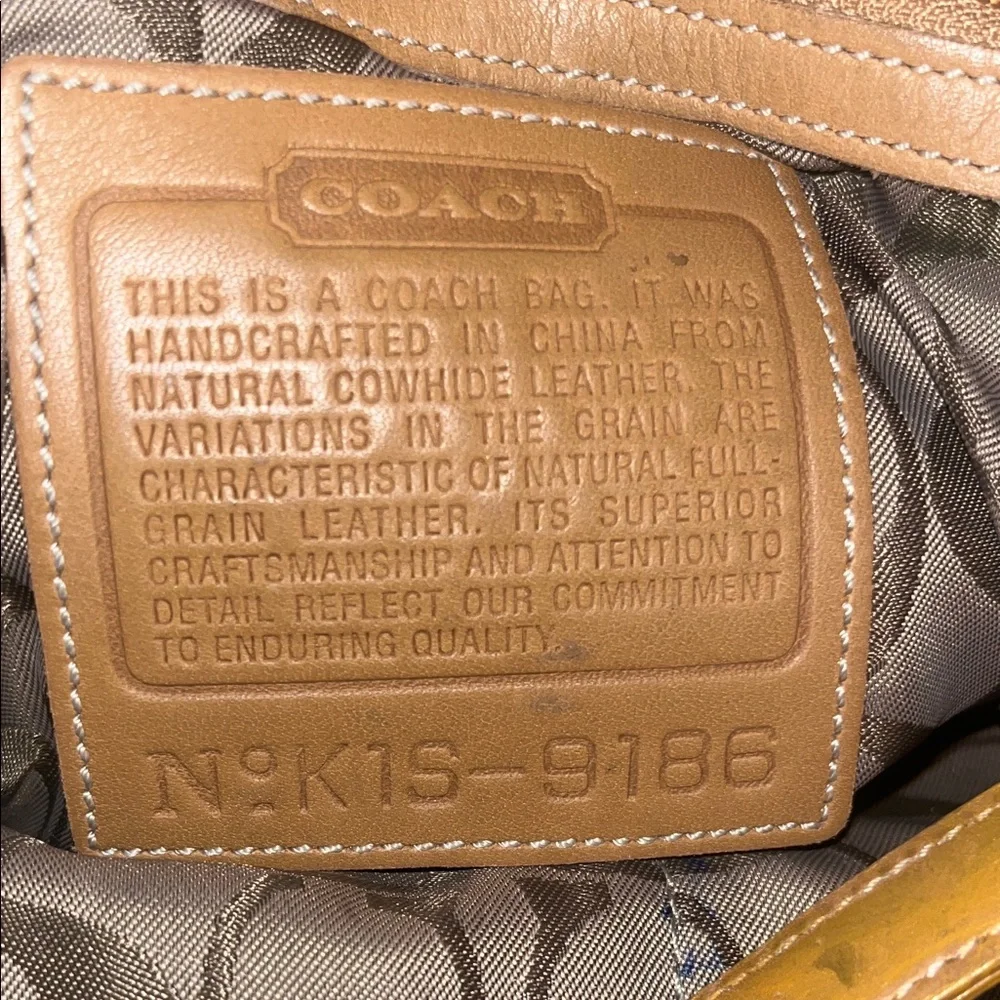 COACH
THIS IS A COACH BAG. IT WAS
HANDCRAFTED IN CHINA FROM
NATURAL COWHIDE LEATHER. THE
VARIATIONS IN THE GRAIN ARE
CHARACTERISTIC OF NATURAL FULL-
GRAIN LEATHER. ITS SUPERIOR
CRAFTSMANSHIP AND ATTENTION TO
DETAIL REFLECT OUR COMMITMENT
TO ENDURING QUALITY.
Nº K1S-9186